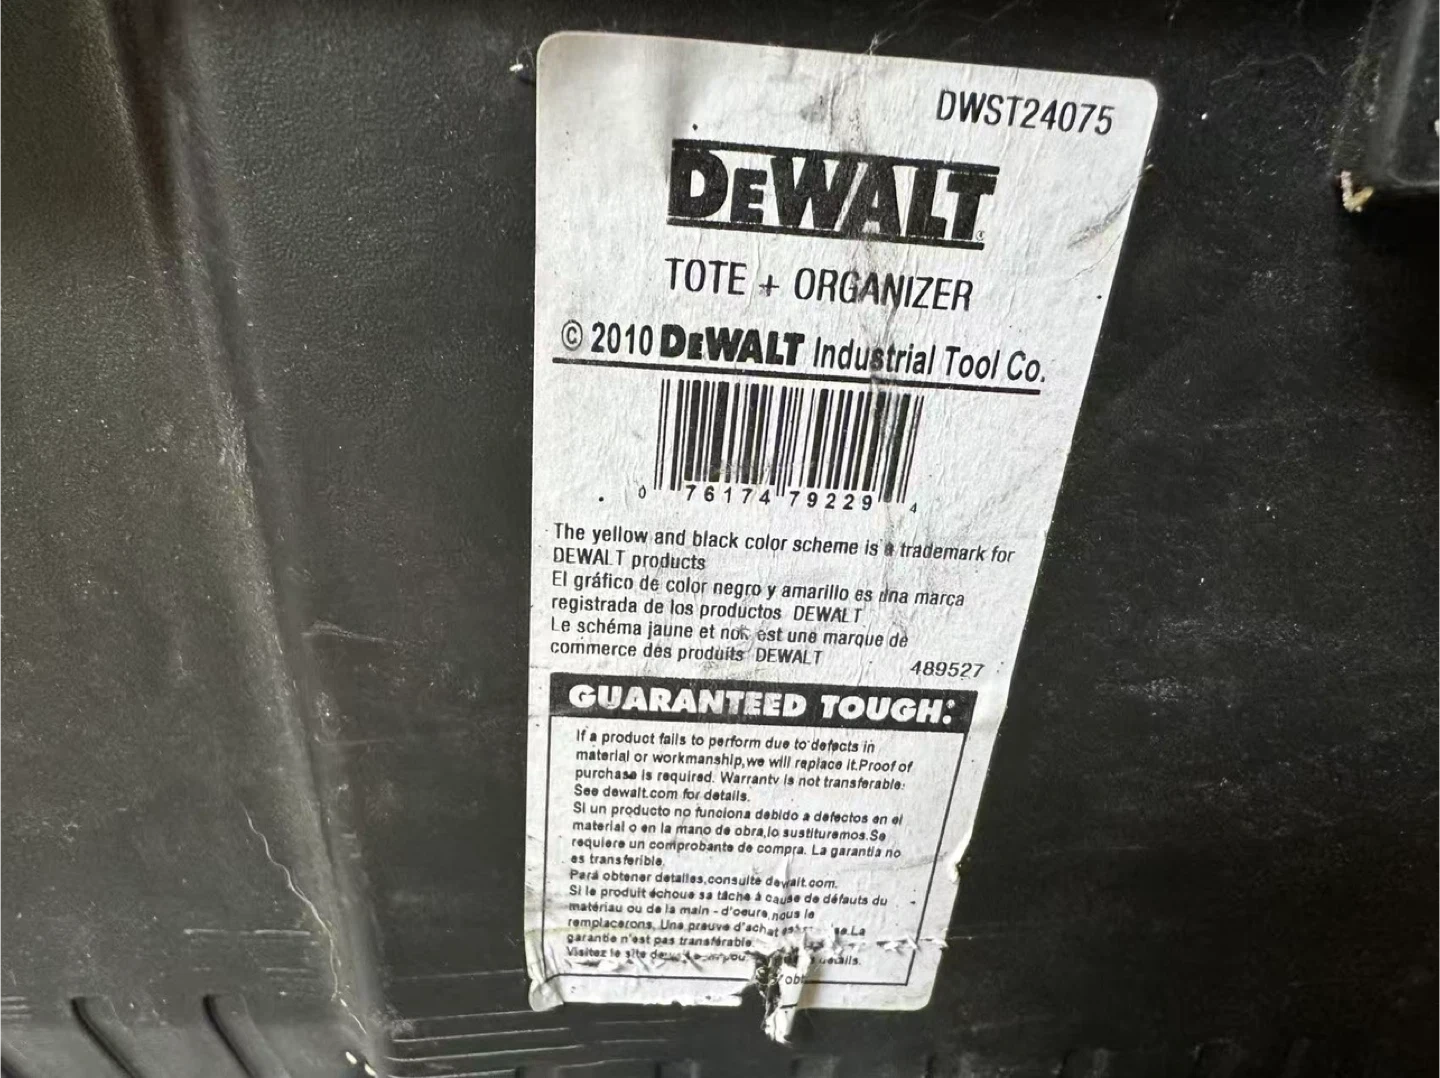 DWST24075
DEWALT
TOTE + ORGANIZER
© 2010 DEWALT Industrial Tool Co.
0 76174 79229 4
The yellow and black color scheme is a trademark for
DEWALT products
El gráfico de color negro y amarillo es una marca
registrada de los productos DEWALT
Le schéma jaune et noir est une marque de
commerce des produits DEWALT
489527
GUARANTEED TOUGH.
If a product fails to perform due to defects in
material or workmanship,we will replace it.Proof of
purchase is required. Warranty is not transferable.
See dewalt.com for details.
Si un producto no funciona debido a defectos en el
material o en la mano de obra,lo sustituremos.Se
requiere un comprobante de compra. La garantia no
es transferible.
Para obtener detalles,consulte dewalt.com.
Si le produit échoue sa tâche à cause de défauts du
matériau ou de la main - d'oeure,nous le
remplacerons. Une preuve d'achat La
garantie n'est pas transférable.
Visitez le site